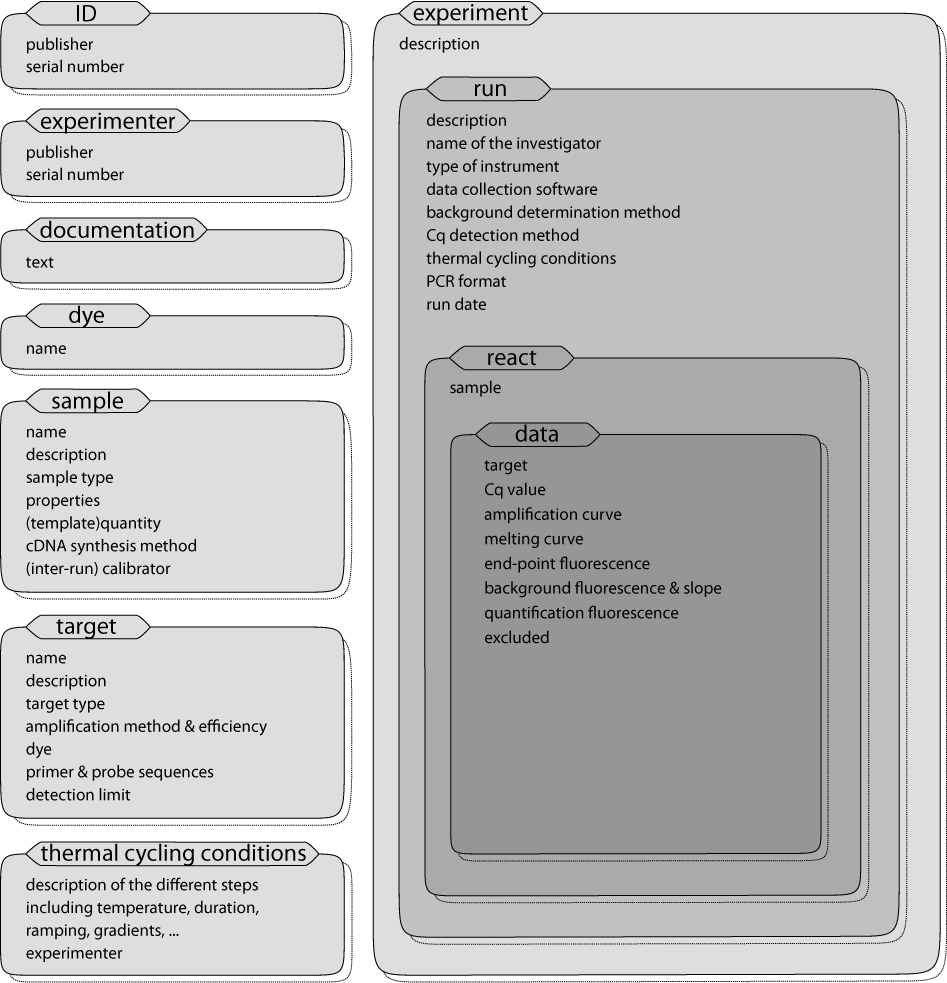 ID
publisher
serial number
experimenter
publisher
serial number
documentation
text
dye
name
sample
name
description
sample type
properties
(template)quantity
cDNA synthesis method
(inter-run) calibrator
target
name
description
target type
amplification method & efficiency
dye
primer & probe sequences
detection limit
thermal cycling conditions
description of the different steps
including temperature, duration,
ramping, gradients, ...
experimenter
experiment
description
run
description
name of the investigator
type of instrument
data collection software
background determination method
Cq detection method
thermal cycling conditions
PCR format
run date
react
sample
data
target
Cq value
amplification curve
melting curve
end-point fluorescence
background fluorescence & slope
quantification fluorescence
excluded